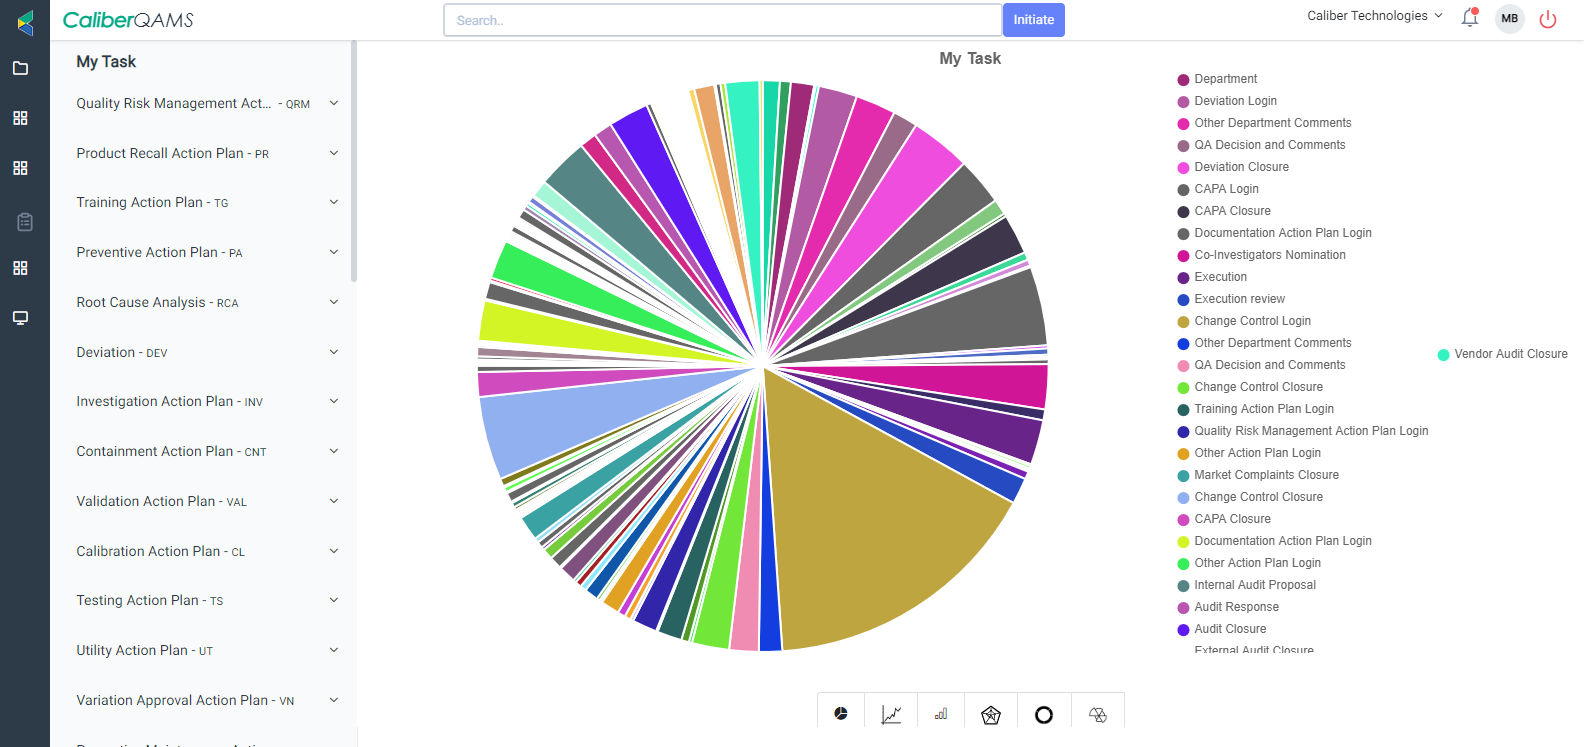 CaliberQAMS
Search..
Initiate
Caliber Technologies
MB
My Task
Quality Risk Management Act... - QRM
Product Recall Action Plan - PR
Training Action Plan - TG
Preventive Action Plan - PA
Root Cause Analysis - RCA
Deviation - DEV
Investigation Action Plan - INV
Containment Action Plan - CNT
Validation Action Plan - VAL
Calibration Action Plan - CL
Testing Action Plan - TS
Utility Action Plan - UT
Variation Approval Action Plan - VN
My Task
Department
Deviation Login
Other Department Comments
QA Decision and Comments
Deviation Closure
CAPA Login
CAPA Closure
Documentation Action Plan Login
Co-Investigators Nomination
Execution
Execution review
Change Control Login
Other Department Comments
QA Decision and Comments
Change Control Closure
Training Action Plan Login
Quality Risk Management Action Plan Login
Other Action Plan Login
Market Complaints Closure
Change Control Closure
CAPA Closure
Documentation Action Plan Login
Other Action Plan Login
Internal Audit Proposal
Audit Response
Audit Closure
External Audit Closure
Vendor Audit Closure